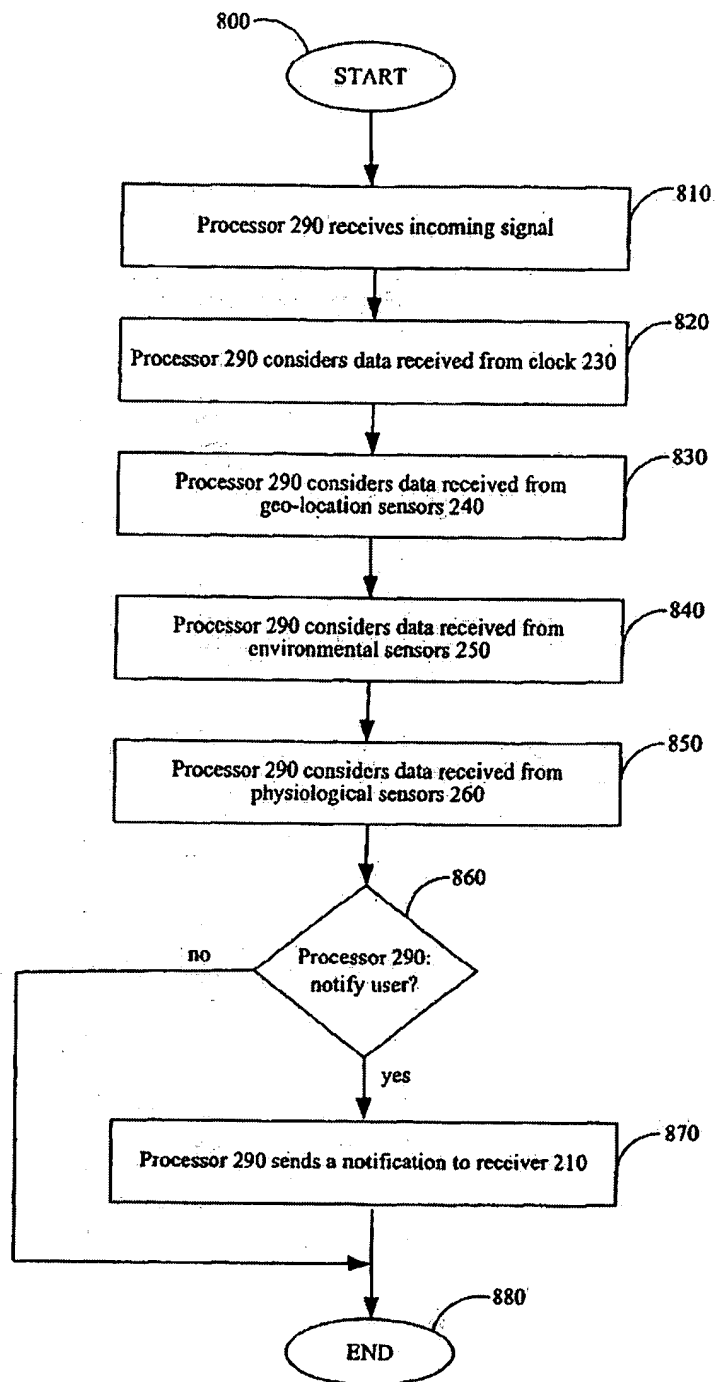 800
START
810
Processor 290 receives incoming signal
820
Processor 290 considers data received from clock 230
830
Processor 290 considers data received from
geo-location sensors 240
840
Processor 290 considers data received from
environmental sensors 250
850
Processor 290 considers data received from
physiological sensors 260
860
no
Processor 290:
notify user?
yes
870
Processor 290 sends a notification to receiver 210
880
END